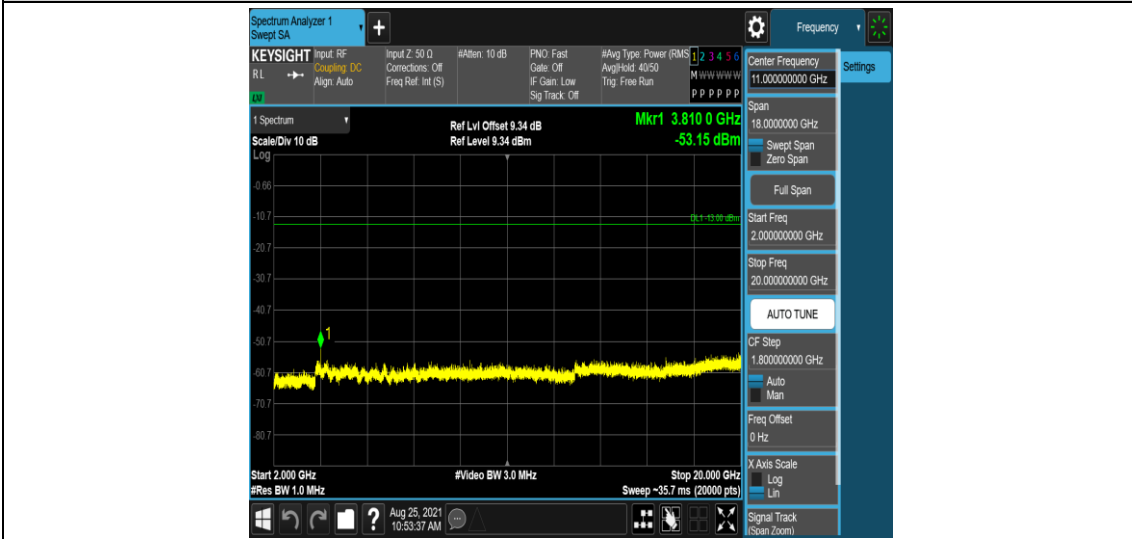 Spectrum Analyzer 1
Swept SA
+
Frequency
KEYSIGHT
RL
LM
Input: RF
Coupling: DC
Align: Auto
Input Z: 50 Ω
Corrections: Off
Freq Ref: Int (S)
#Atten: 10 dB
PNO: Fast
Gate: Off
IF Gain: Low
Sig Track: Off
#Avg Type: Power (RMS
Avg|Hold: 40/50
Trig: Free Run
1 2 3 4 5 6
M W W W W W
P P P P P P
1 Spectrum
Scale/Div 10 dB
Log
Ref Lvl Offset 9.34 dB
Ref Level 9.34 dBm
Mkr1 3.810 0 GHz
-53.15 dBm
-0.66
-10.7
DL1 -13.00 dBm
-20.7
-30.7
-40.7
-50.7
1
-60.7
-70.7
-80.7
Start 2.000 GHz
#Res BW 1.0 MHz
#Video BW 3.0 MHz
Stop 20.000 GHz
Sweep ~35.7 ms (20000 pts)
?
Aug 25, 2021
10:53:37 AM
Center Frequency
11.000000000 GHz
Settings
Span
18.0000000 GHz
Swept Span
Zero Span
Full Span
Start Freq
2.000000000 GHz
Stop Freq
20.000000000 GHz
AUTO TUNE
CF Step
1.800000000 GHz
Auto
Man
Freq Offset
0 Hz
X Axis Scale
Log
Lin
Signal Track
(Span Zoom)